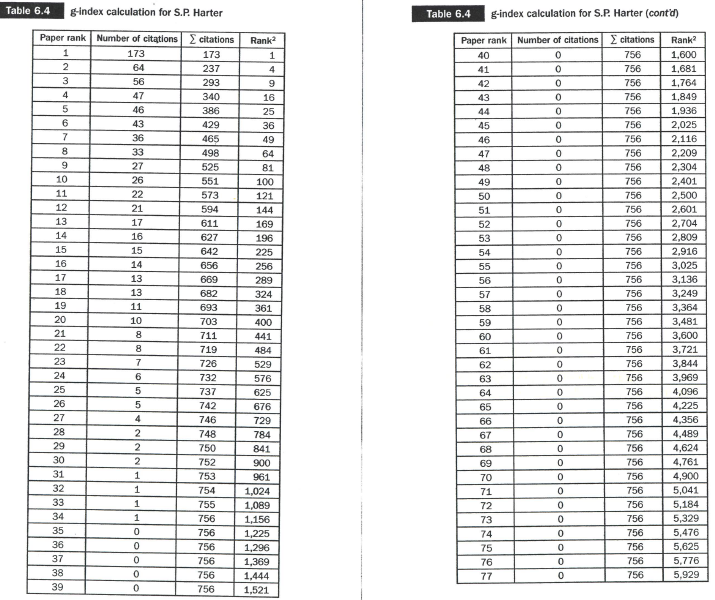 Table 6.4 g-index calculation for S.P. Harter
Paper rank Number of citations ∑ citations Rank²
1 173 173 1
2 64 237 4
3 56 293 9
4 47 340 16
5 46 386 25
6 43 429 36
7 36 465 49
8 33 498 64
9 27 525 81
10 26 551 100
11 22 573 121
12 21 594 144
13 17 611 169
14 16 627 196
15 15 642 225
16 14 656 256
17 13 669 289
18 13 682 324
19 11 693 361
20 10 703 400
21 8 711 441
22 8 719 484
23 7 726 529
24 6 732 576
25 5 737 625
26 5 742 676
27 4 746 729
28 2 748 784
29 2 750 841
30 2 752 900
31 1 753 961
32 1 754 1,024
33 1 755 1,089
34 1 756 1,156
35 0 756 1,225
36 0 756 1,296
37 0 756 1,369
38 0 756 1,444
39 0 756 1,521
Table 6.4 g-index calculation for S.P. Harter (cont'd)
Paper rank Number of citations ∑ citations Rank²
40 0 756 1,600
41 0 756 1,681
42 0 756 1,764
43 0 756 1,849
44 0 756 1,936
45 0 756 2,025
46 0 756 2,116
47 0 756 2,209
48 0 756 2,304
49 0 756 2,401
50 0 756 2,500
51 0 756 2,601
52 0 756 2,704
53 0 756 2,809
54 0 756 2,916
55 0 756 3,025
56 0 756 3,136
57 0 756 3,249
58 0 756 3,364
59 0 756 3,481
60 0 756 3,600
61 0 756 3,721
62 0 756 3,844
63 0 756 3,969
64 0 756 4,096
65 0 756 4,225
66 0 756 4,356
67 0 756 4,489
68 0 756 4,624
69 0 756 4,761
70 0 756 4,900
71 0 756 5,041
72 0 756 5,184
73 0 756 5,329
74 0 756 5,476
75 0 756 5,625
76 0 756 5,776
77 0 756 5,929